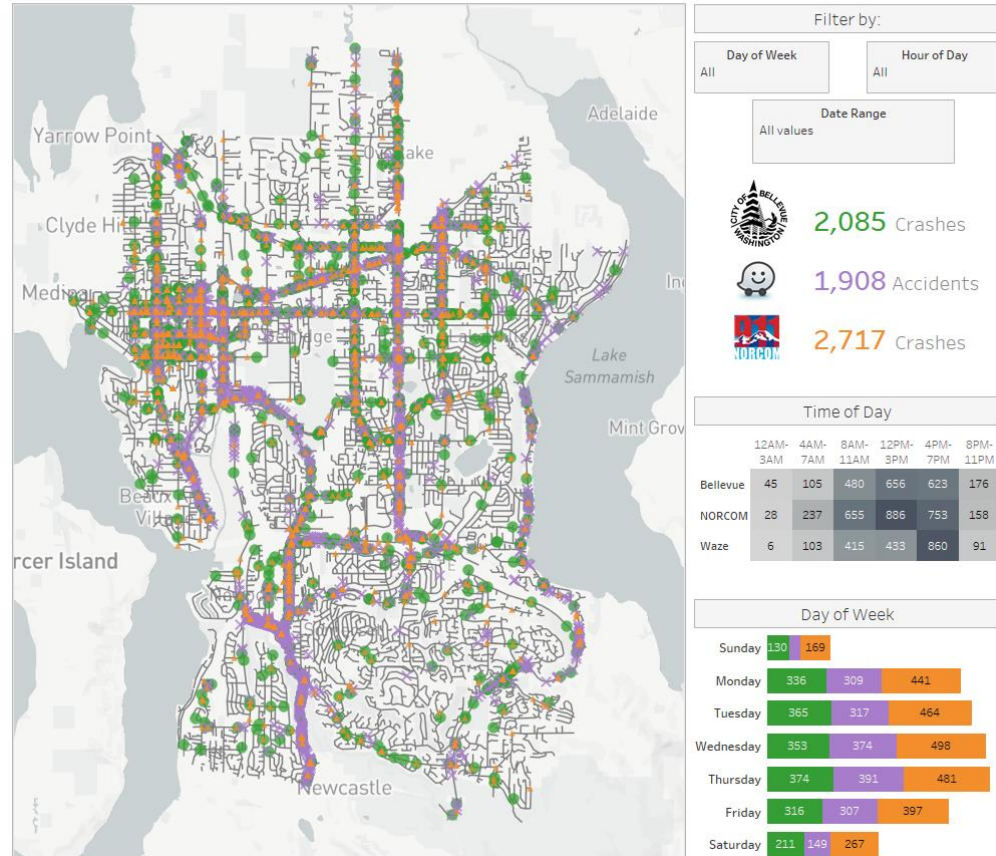 Filter by:
Day of Week
All
Hour of Day
All
Date Range
All values
CITY OF BELLEVUE
WASHINGTON
2,085 Crashes
1,908 Accidents
NORCOM
2,717 Crashes
Time of Day
12AM- 4AM- 8AM- 12PM- 4PM- 8PM-
3AM 7AM 11AM 3PM 7PM 11PM
Bellevue 45 105 480 656 623 176
NORCOM 28 237 655 886 753 158
Waze 6 103 415 433 860 91
Day of Week
Sunday 130 169
Monday 336 309 441
Tuesday 365 317 464
Wednesday 353 374 498
Thursday 374 391 481
Friday 316 307 397
Saturday 211 149 267
Adelaide
Yarrow Point
Clyde Hi
Medina
Lake
Sammamish
Mint Grov
rcer Island
Newcastle